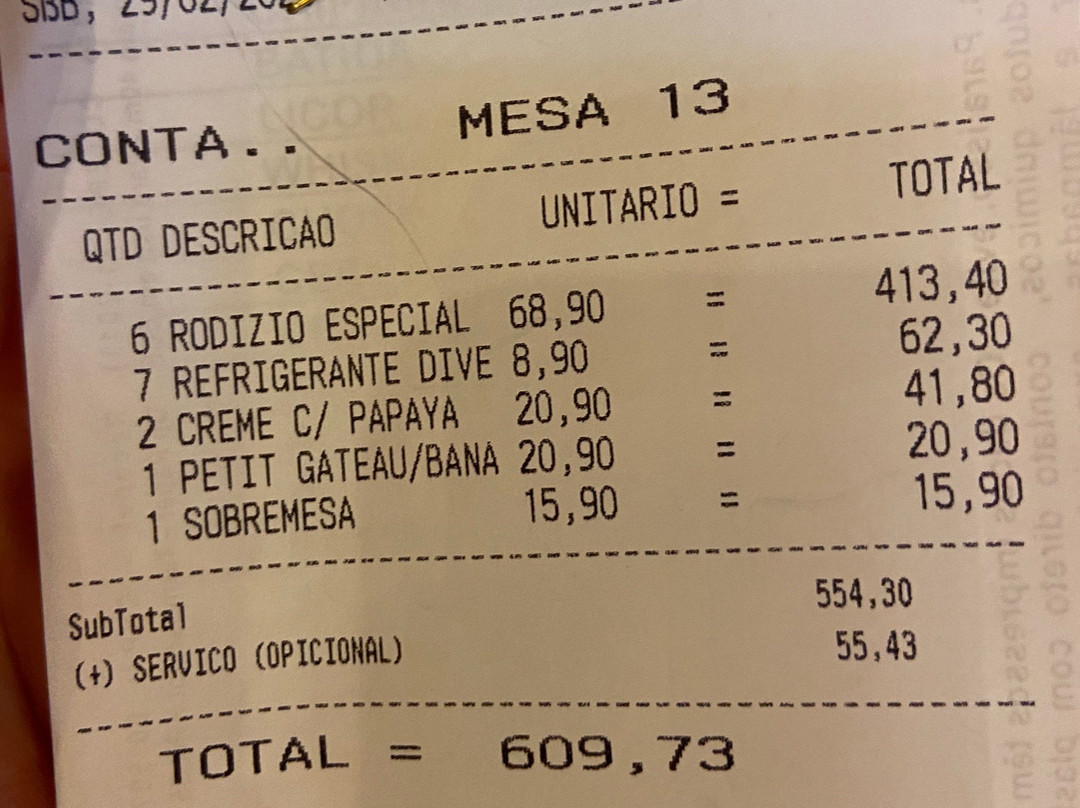 CONTA.. MESA 13
QTD DESCRICAO UNITARIO = TOTAL
6 RODIZIO ESPECIAL 68,90 = 413,40
7 REFRIGERANTE DIVE 8,90 = 62,30
2 CREME C/ PAPAYA 20,90 = 41,80
1 PETIT GATEAU/BANA 20,90 = 20,90
1 SOBREMESA 15,90 = 15,90
SubTotal 554,30
(+) SERVICO (OPICIONAL) 55,43
TOTAL = 609,73